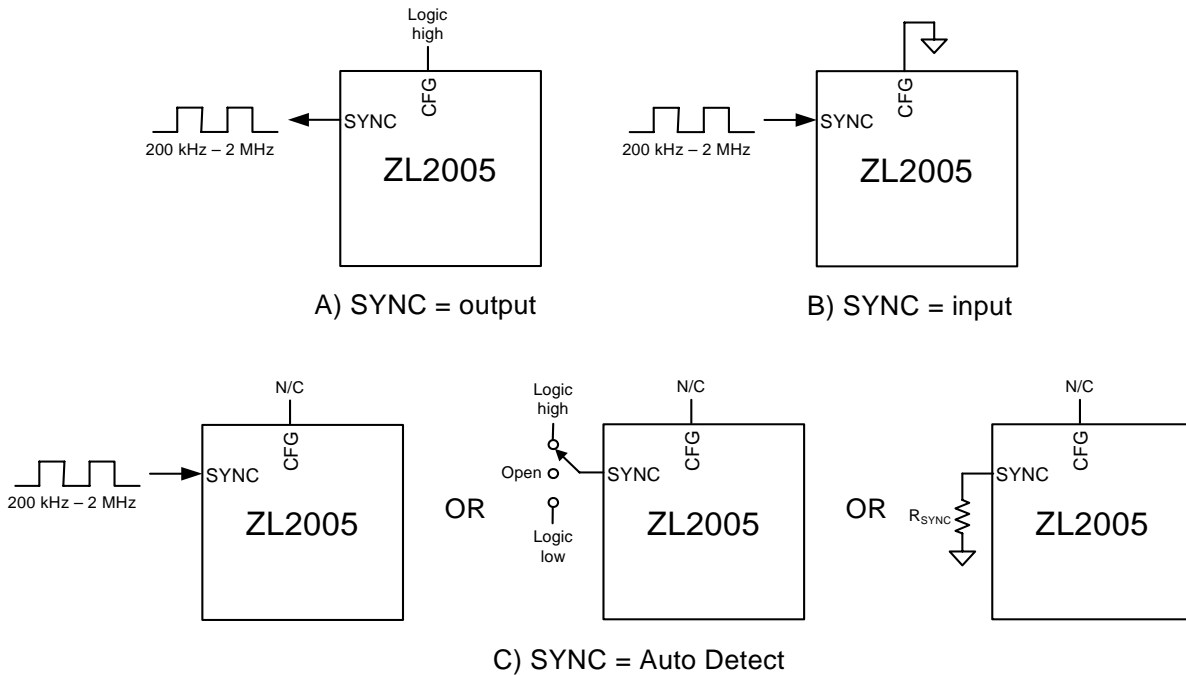 Logic
high
CFG
SYNC
200 kHz – 2 MHz
ZL2005
A) SYNC = output
CFG
SYNC
200 kHz – 2 MHz
ZL2005
B) SYNC = input
N/C
CFG
SYNC
200 kHz – 2 MHz
ZL2005
OR
Logic
high
Open
Logic
low
N/C
CFG
SYNC
ZL2005
OR
N/C
CFG
SYNC
RSYNC
ZL2005
C) SYNC = Auto Detect